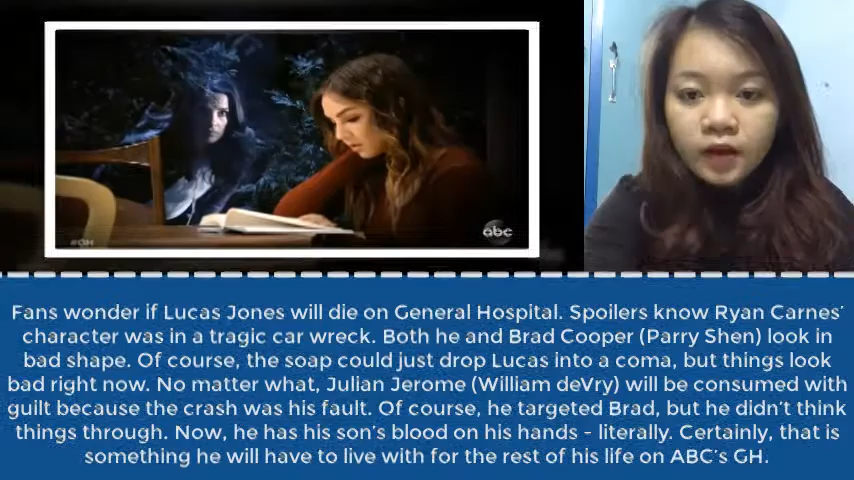 #GH
abc
Fans wonder if Lucas Jones will die on General Hospital. Spoilers know Ryan Carnes'
character was in a tragic car wreck. Both he and Brad Cooper (Parry Shen) look in
bad shape. Of course, the soap could just drop Lucas into a coma, but things look
bad right now. No matter what, Julian Jerome (William deVry) will be consumed with
guilt because the crash was his fault. Of course, he targeted Brad, but he didn't think
things through. Now, he has his son's blood on his hands - literally. Certainly, that is
something he will have to live with for the rest of his life on ABC's GH.